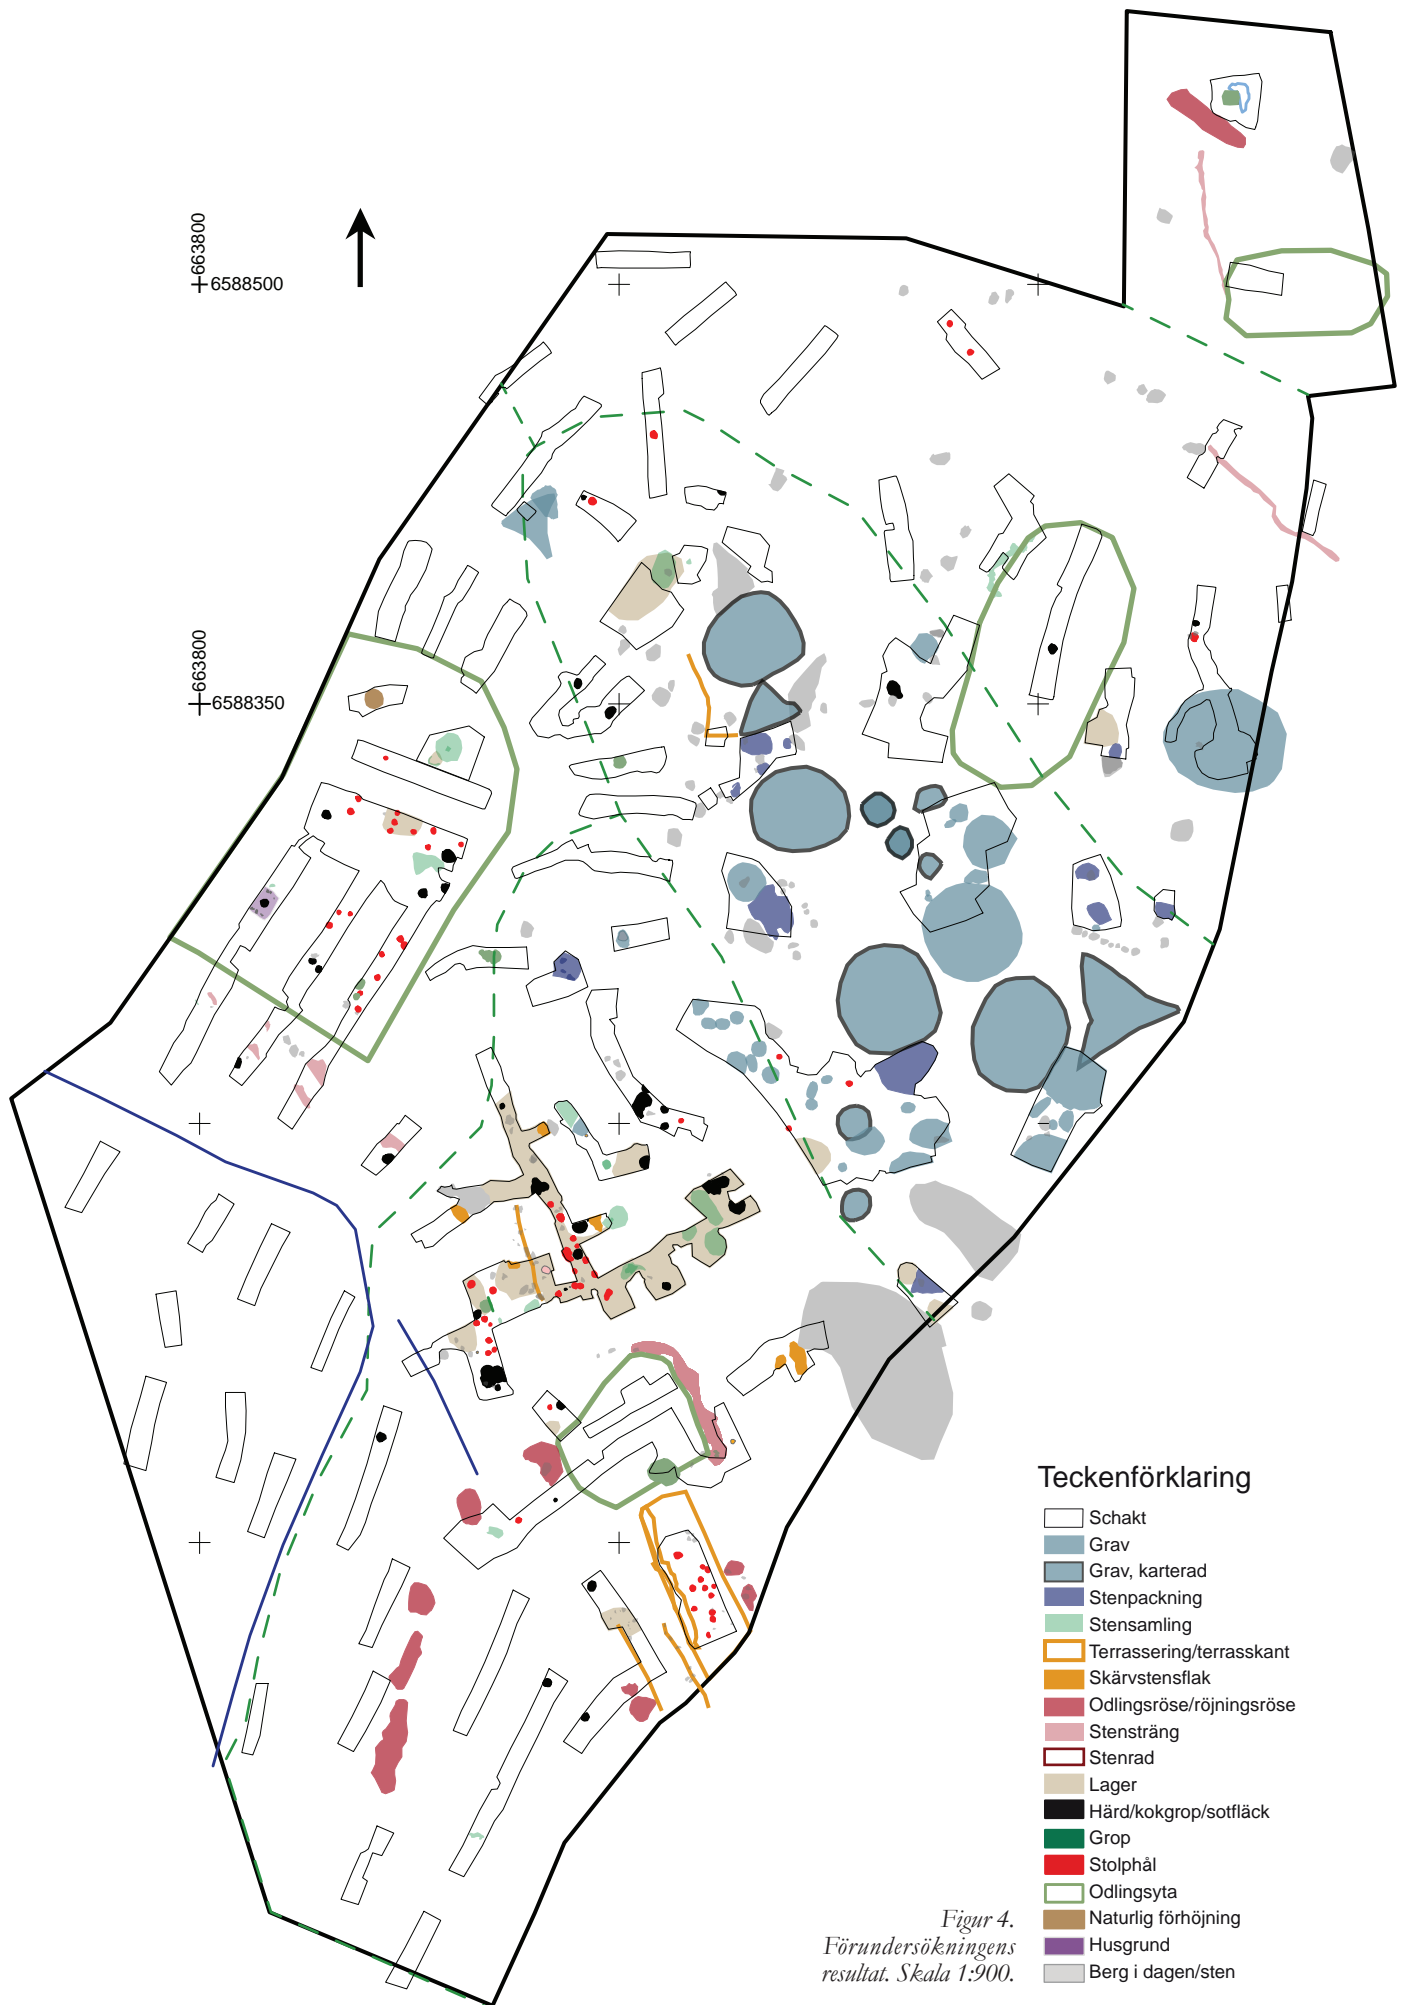 663800
6588500
663800
6588350
Teckenförklaring
Schakt
Grav
Grav, karterad
Stenpackning
Stensamling
Terrassering/terrasskant
Skärvstensflak
Odlingsröse/röjningsröse
Stensträng
Stenrad
Lager
Härd/kokgrop/sotfläck
Grop
Stolphål
Odlingsyta
Naturlig förhöjning
Husgrund
Berg i dagen/sten
Figur 4.
Förundersökningens
resultat. Skala 1:900.